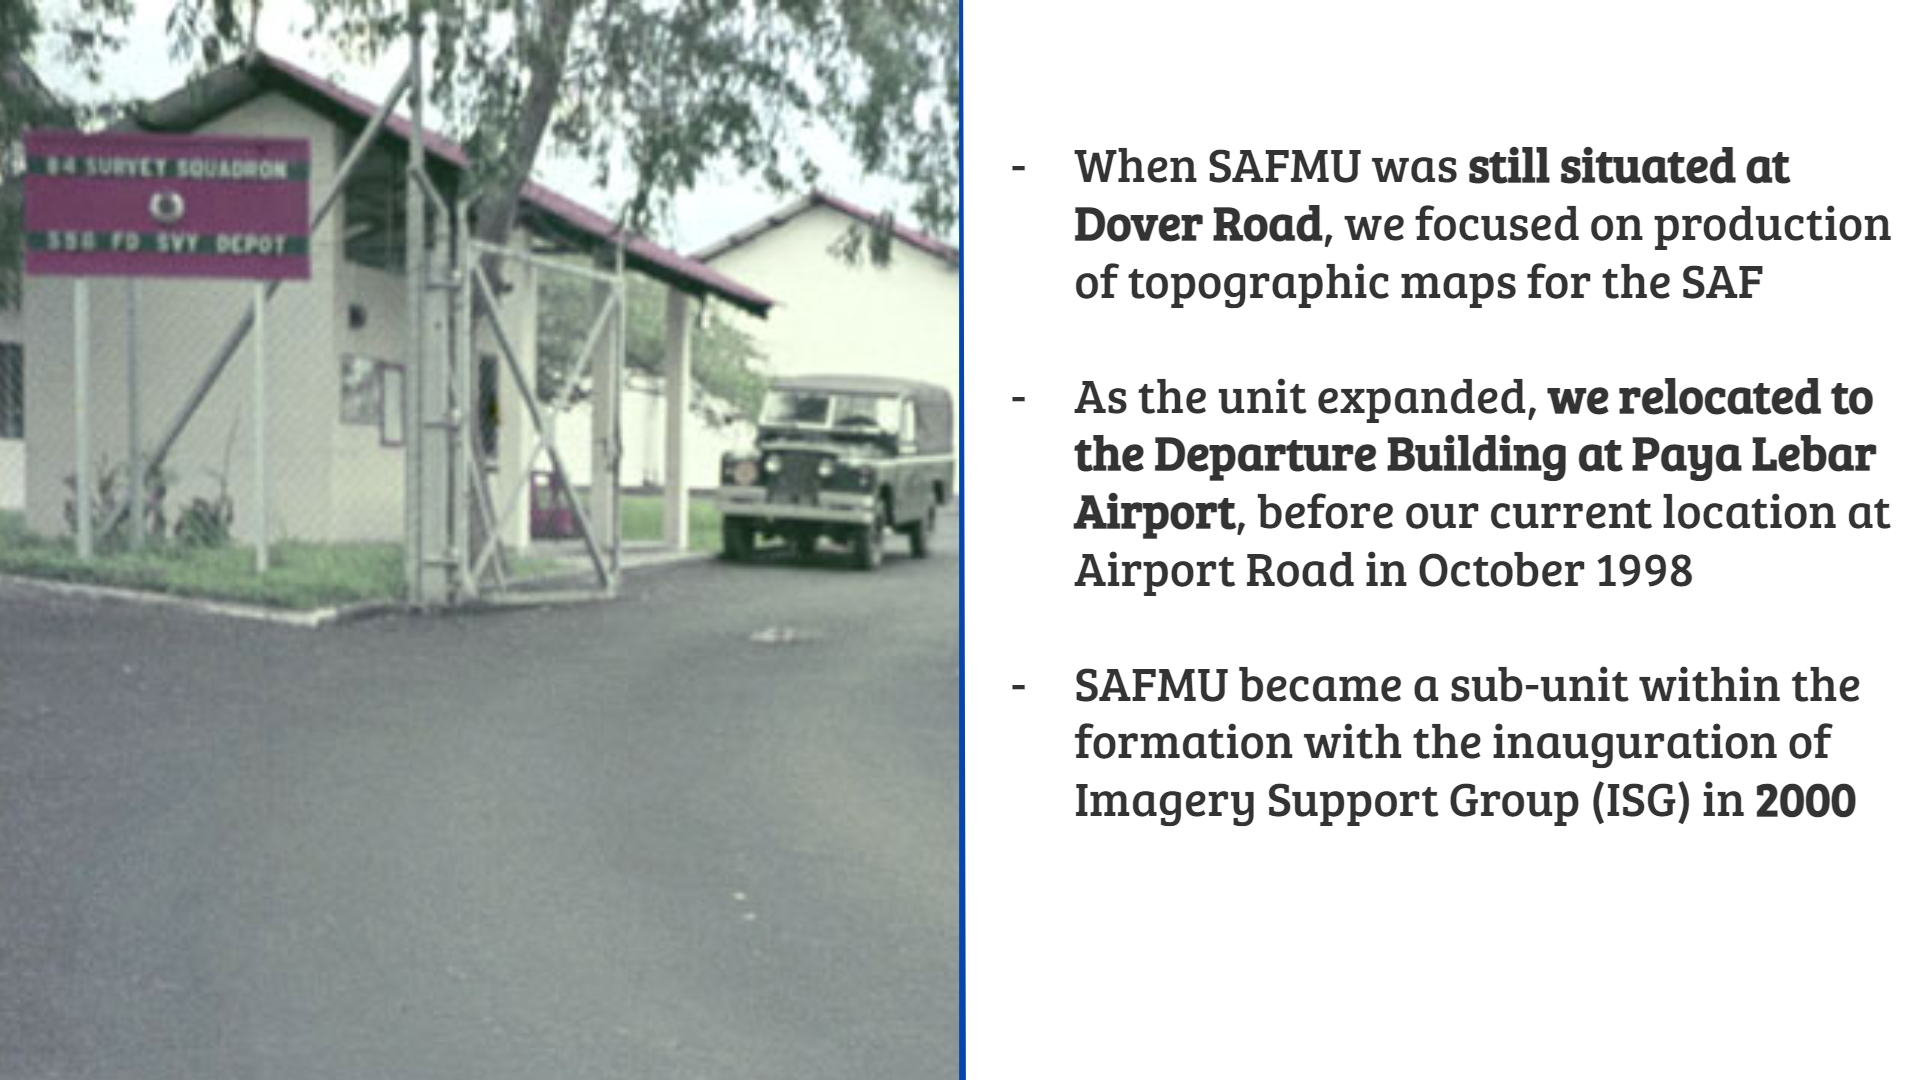 84 SURVEY SQUADRON
FD SVY DEPOT
- When SAFMU was still situated at
Dover Road, we focused on production
of topographic maps for the SAF
- As the unit expanded, we relocated to
the Departure Building at Paya Lebar
Airport, before our current location at
Airport Road in October 1998
- SAFMU became a sub-unit within the
formation with the inauguration of
Imagery Support Group (ISG) in 2000